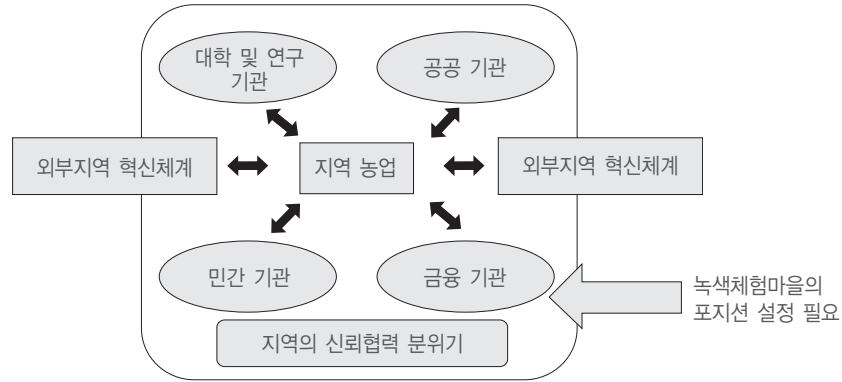 대학 및 연구
기관
공공 기관
외부지역 혁신체계
지역 농업
외부지역 혁신체계
민간 기관
금융 기관
녹색체험마을의
포지션 설정 필요
지역의 신뢰협력 분위기